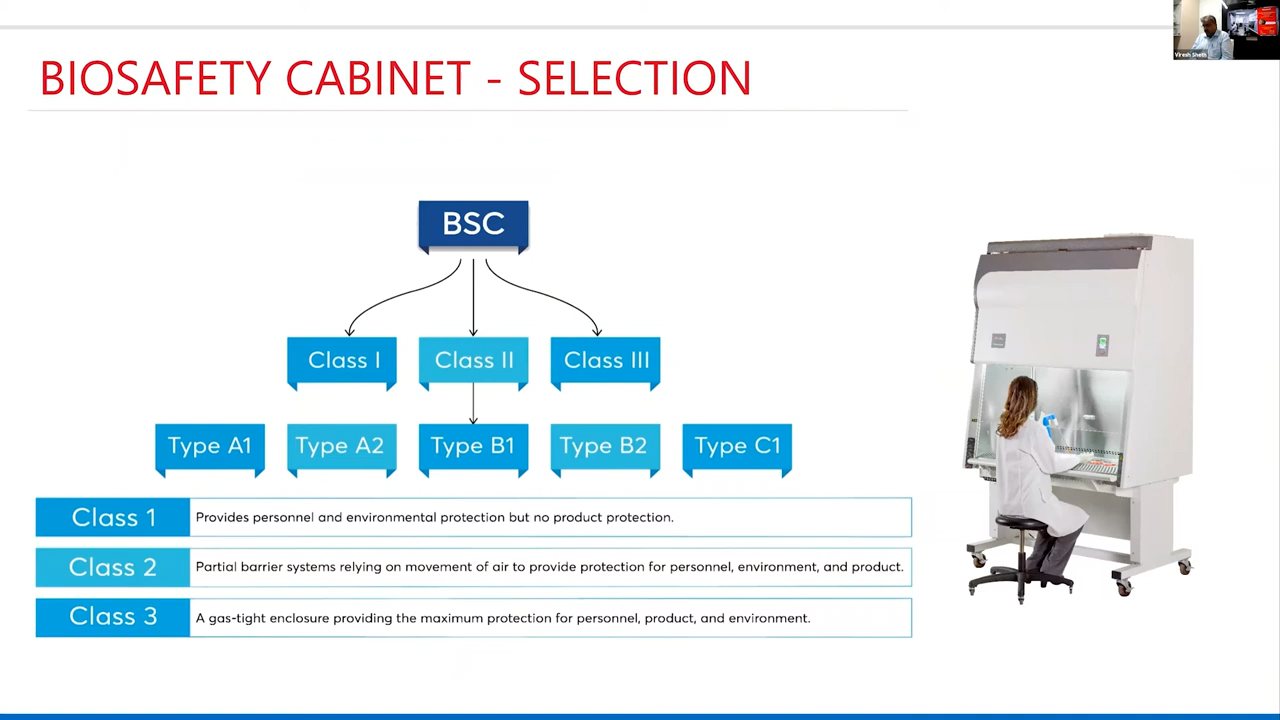 Viresh Sheth
BIOSAFETY CABINET - SELECTION
BSC
Class I
Class II
Class III
Type A1
Type A2
Type B1
Type B2
Type C1
Class 1
Provides personnel and environmental protection but no product protection.
Class 2
Partial barrier systems relying on movement of air to provide protection for personnel, environment, and product.
Class 3
A gas-tight enclosure providing the maximum protection for personnel, product, and environment.